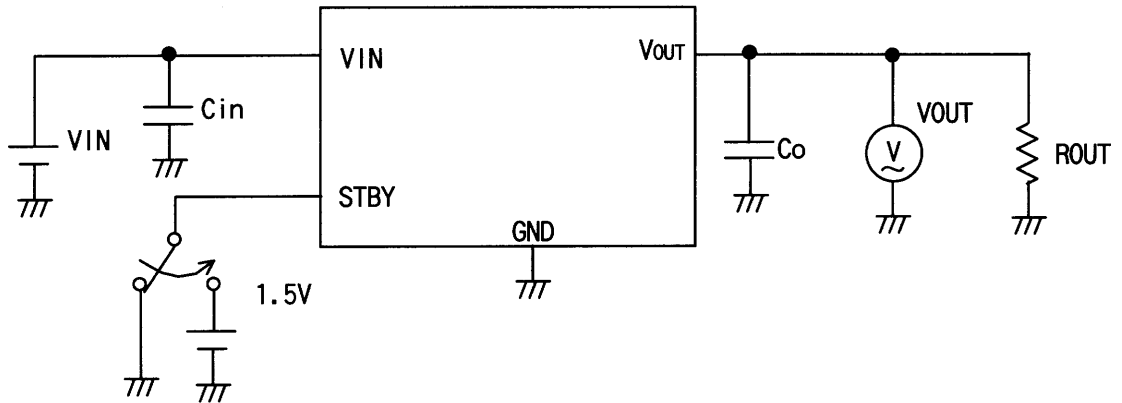 VIN
VOUT
Cin
VIN
VOUT
V
Co
ROUT
STBY
GND
1.5V